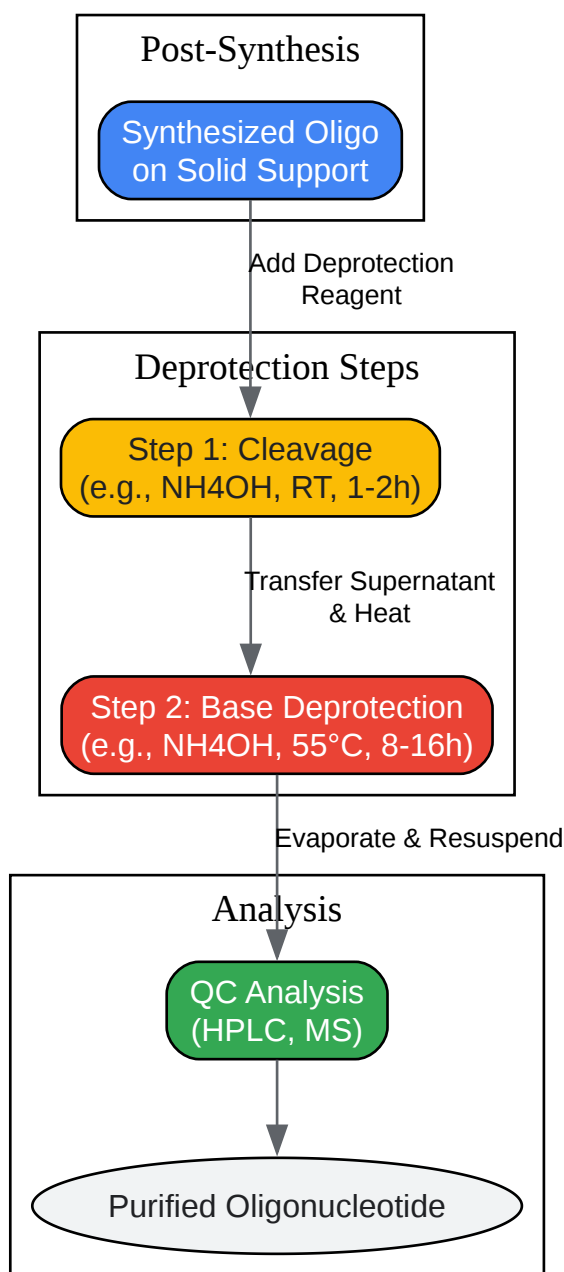 Post-Synthesis
Synthesized Oligo
on Solid Support
Add Deprotection
Reagent
Deprotection Steps
Step 1: Cleavage
(e.g., NH4OH, RT, 1-2h)
Transfer Supernatant
& Heat
Step 2: Base Deprotection
(e.g., NH4OH, 55°C, 8-16h)
Evaporate & Resuspend
Analysis
QC Analysis
(HPLC, MS)
Purified Oligonucleotide